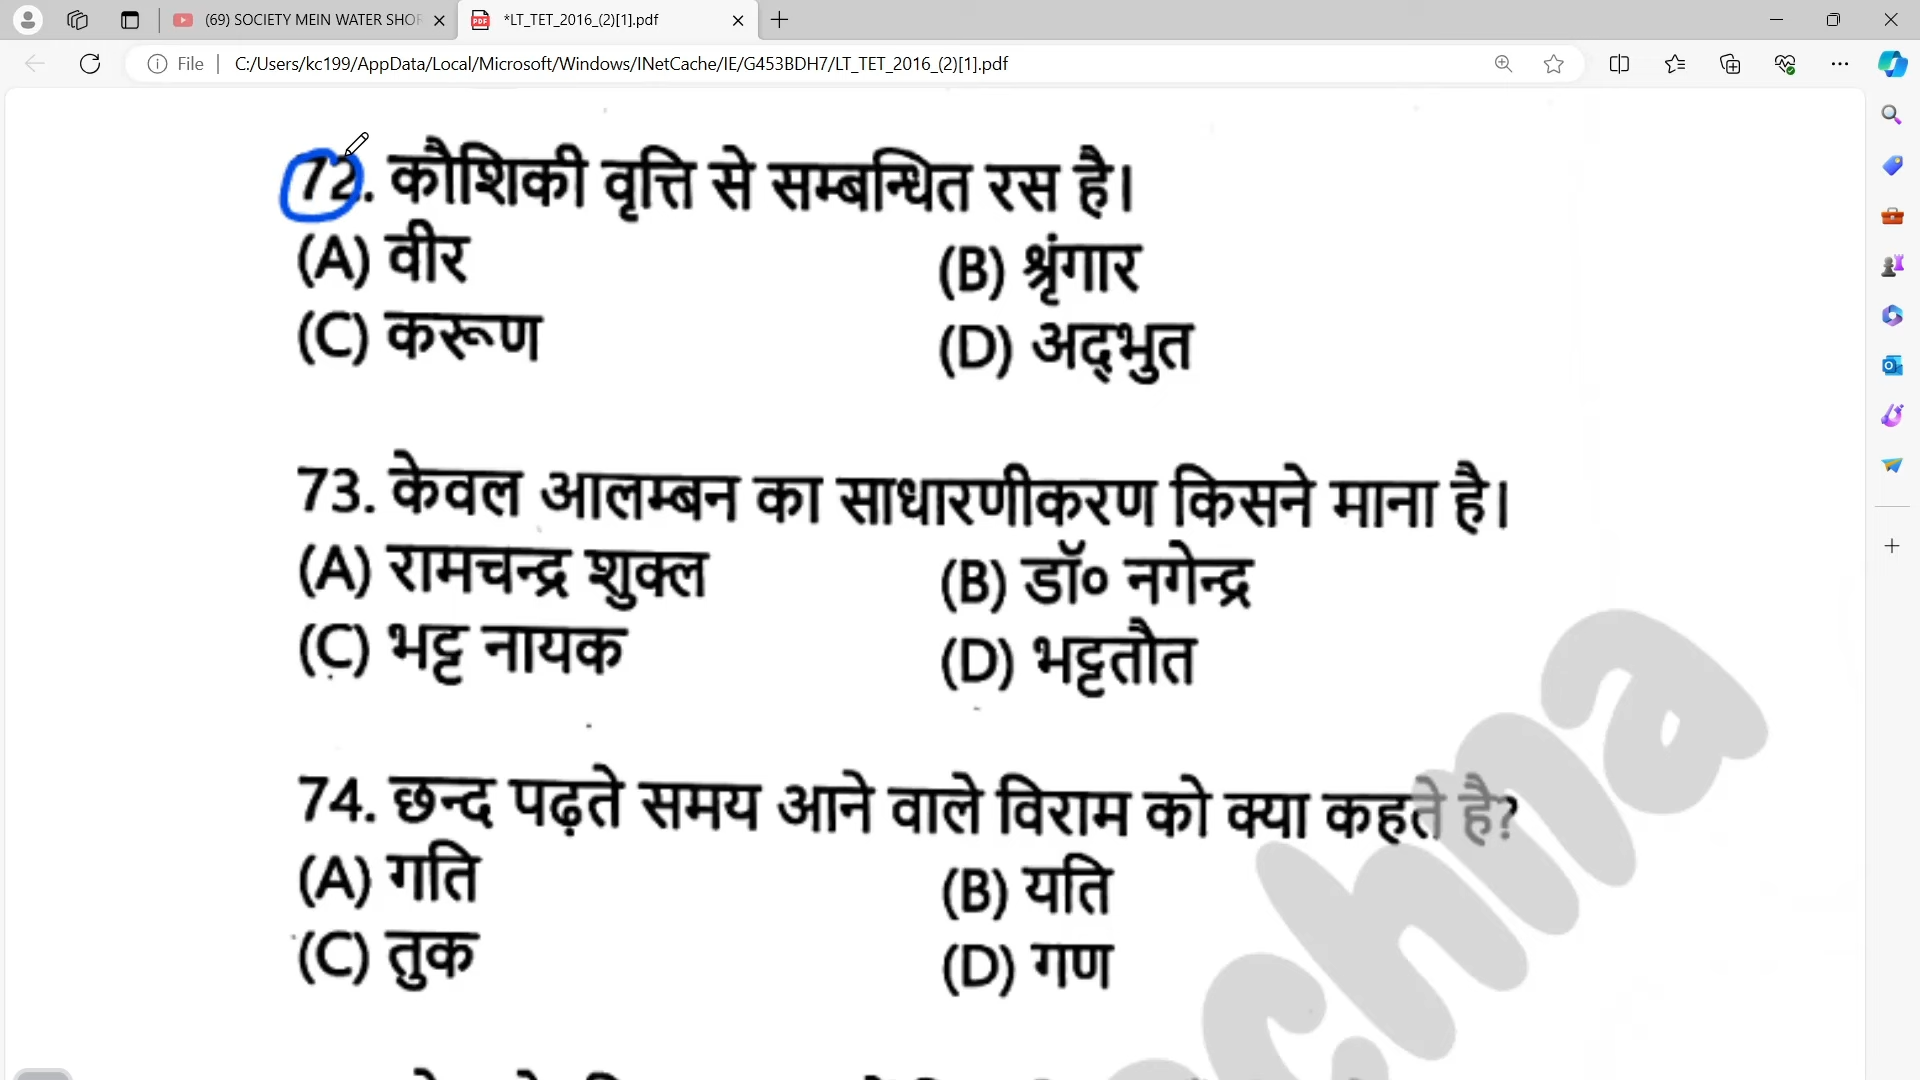 (69) SOCIETY MEIN WATER SHOR
*LT_TET_2016_(2)[1].pdf
File
C:/Users/kc199/AppData/Local/Microsoft/Windows/INetCache/IE/G453BDH7/LT_TET_2016_(2)[1].pdf
72. कौशिकी वृत्ति से सम्बन्धित रस है।
(A) वीर (B) श्रृंगार
(C) करूण (D) अद्भुत
73. केवल आलम्बन का साधारणीकरण किसने माना है।
(A) रामचन्द्र शुक्ल (B) डॉ० नगेन्द्र
(C) भट्ट नायक (D) भट्टतौत
74. छन्द पढ़ते समय आने वाले विराम को क्या कहते है?
(A) गति (B) यति
(C) तुक (D) गण